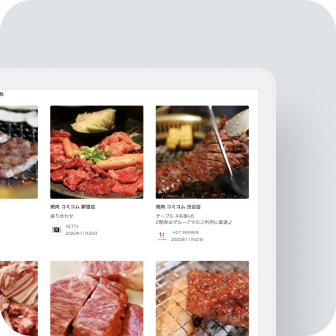 焼肉 コミコム 新宿店
盛り合わせ
RETTY
2020年11月22日
焼肉 コミコム 渋谷店
テーブル 4名様x6
2階席はグループでのご利用に最適♪
HOT PEPPER
2020年11月22日